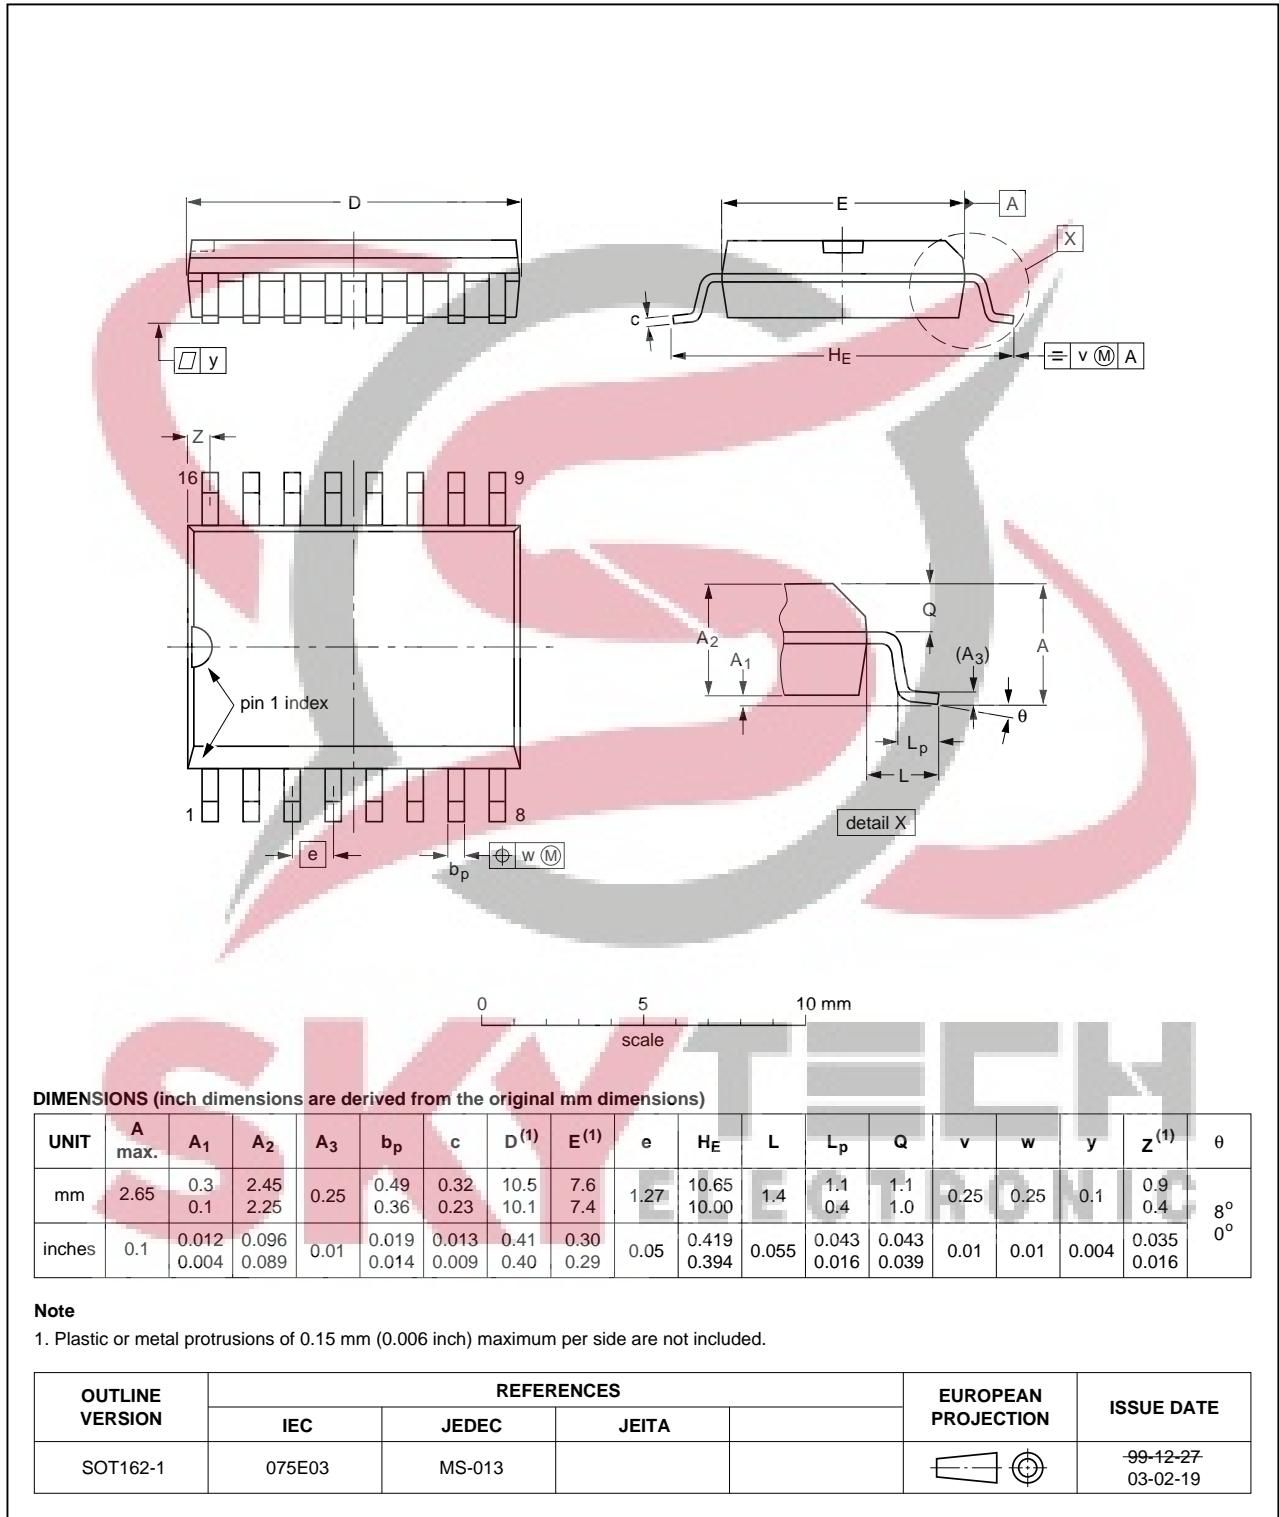 D
E
A
X
c
y
HE
v M A
Z
16
9
Q
A2
A1
(A3)
A
pin 1 index
θ
Lp
L
1
8
detail X
e
w M
bp
0 5 10 mm
scale
SKYTECH
ELECTRONIC
DIMENSIONS (inch dimensions are derived from the original mm dimensions)
UNIT A max. A1 A2 A3 bp c D(1) E(1) e HE L Lp Q v w y Z(1) θ
mm 2.65 0.3 0.1 2.45 2.25 0.25 0.49 0.36 0.32 0.23 10.5 10.1 7.6 7.4 1.27 10.65 10.00 1.4 1.1 0.4 1.1 1.0 0.25 0.25 0.1 0.9 0.4 8° 0°
inches 0.1 0.012 0.004 0.096 0.089 0.01 0.019 0.014 0.013 0.009 0.41 0.40 0.30 0.29 0.05 0.419 0.394 0.055 0.043 0.016 0.043 0.039 0.01 0.01 0.004 0.035 0.016
Note
1. Plastic or metal protrusions of 0.15 mm (0.006 inch) maximum per side are not included.
OUTLINE VERSION REFERENCES EUROPEAN PROJECTION ISSUE DATE
IEC JEDEC JEITA
SOT162-1 075E03 MS-013 99-12-27
03-02-19